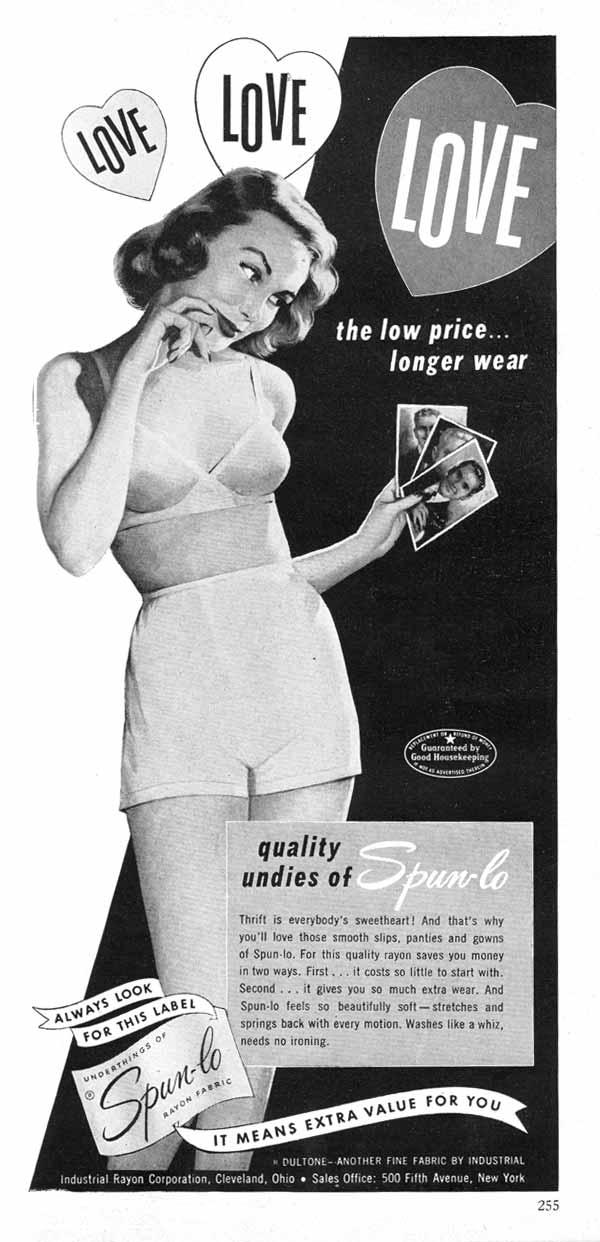 LOVE
LOVE
LOVE
the low price...
longer wear
REPLACEMENT OR REFUND OF MONEY
Guaranteed by
Good Housekeeping
IF NOT AS ADVERTISED THEREIN
quality
undies of Spun-lo
Thrift is everybody's sweetheart! And that's why
you'll love those smooth slips, panties and gowns
of Spun-lo. For this quality rayon saves you money
in two ways. First . . . it costs so little to start with.
Second . . . it gives you so much extra wear. And
Spun-lo feels so beautifully soft—stretches and
springs back with every motion. Washes like a whiz,
needs no ironing.
ALWAYS LOOK
FOR THIS LABEL
UNDERTHINGS OF
® Spun-lo
RAYON FABRIC
IT MEANS EXTRA VALUE FOR YOU
DULTONE—ANOTHER FINE FABRIC BY INDUSTRIAL
Industrial Rayon Corporation, Cleveland, Ohio • Sales Office: 500 Fifth Avenue, New York
255